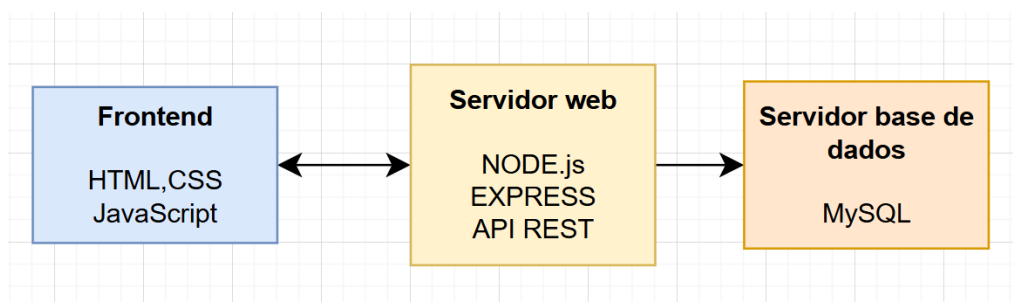 Frontend
HTML,CSS
JavaScript
Servidor web
NODE.js
EXPRESS
API REST
Servidor base de
dados
MySQL